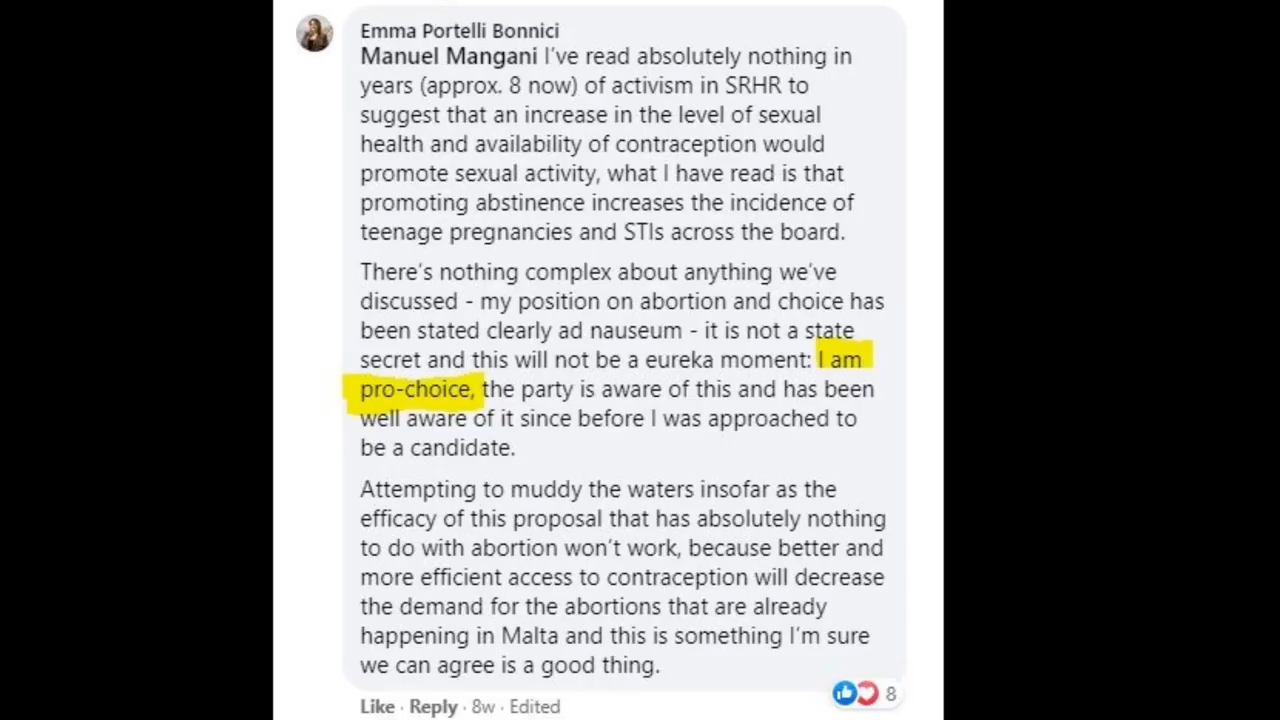 Emma Portelli Bonnici
Manuel Mangani I've read absolutely nothing in
years (approx. 8 now) of activism in SRHR to
suggest that an increase in the level of sexual
health and availability of contraception would
promote sexual activity, what I have read is that
promoting abstinence increases the incidence of
teenage pregnancies and STIs across the board.
There's nothing complex about anything we've
discussed - my position on abortion and choice has
been stated clearly ad nauseum - it is not a state
secret and this will not be a eureka moment: I am
pro-choice, the party is aware of this and has been
well aware of it since before I was approached to
be a candidate.
Attempting to muddy the waters insofar as the
efficacy of this proposal that has absolutely nothing
to do with abortion won't work, because better and
more efficient access to contraception will decrease
the demand for the abortions that are already
happening in Malta and this is something I'm sure
we can agree is a good thing.
8
Like · Reply · 8w · Edited